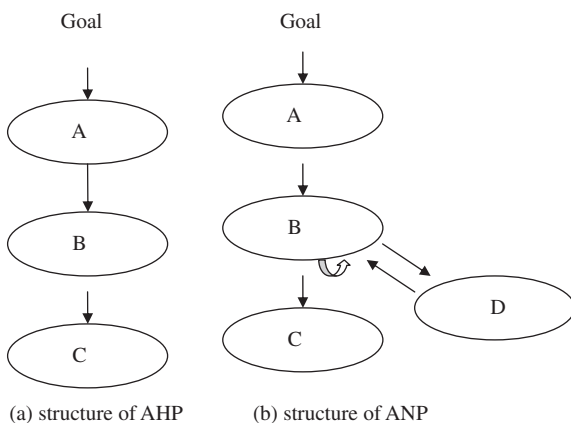 Goal
A
B
C
(a) structure of AHP
Goal
A
B
D
C
(b) structure of ANP